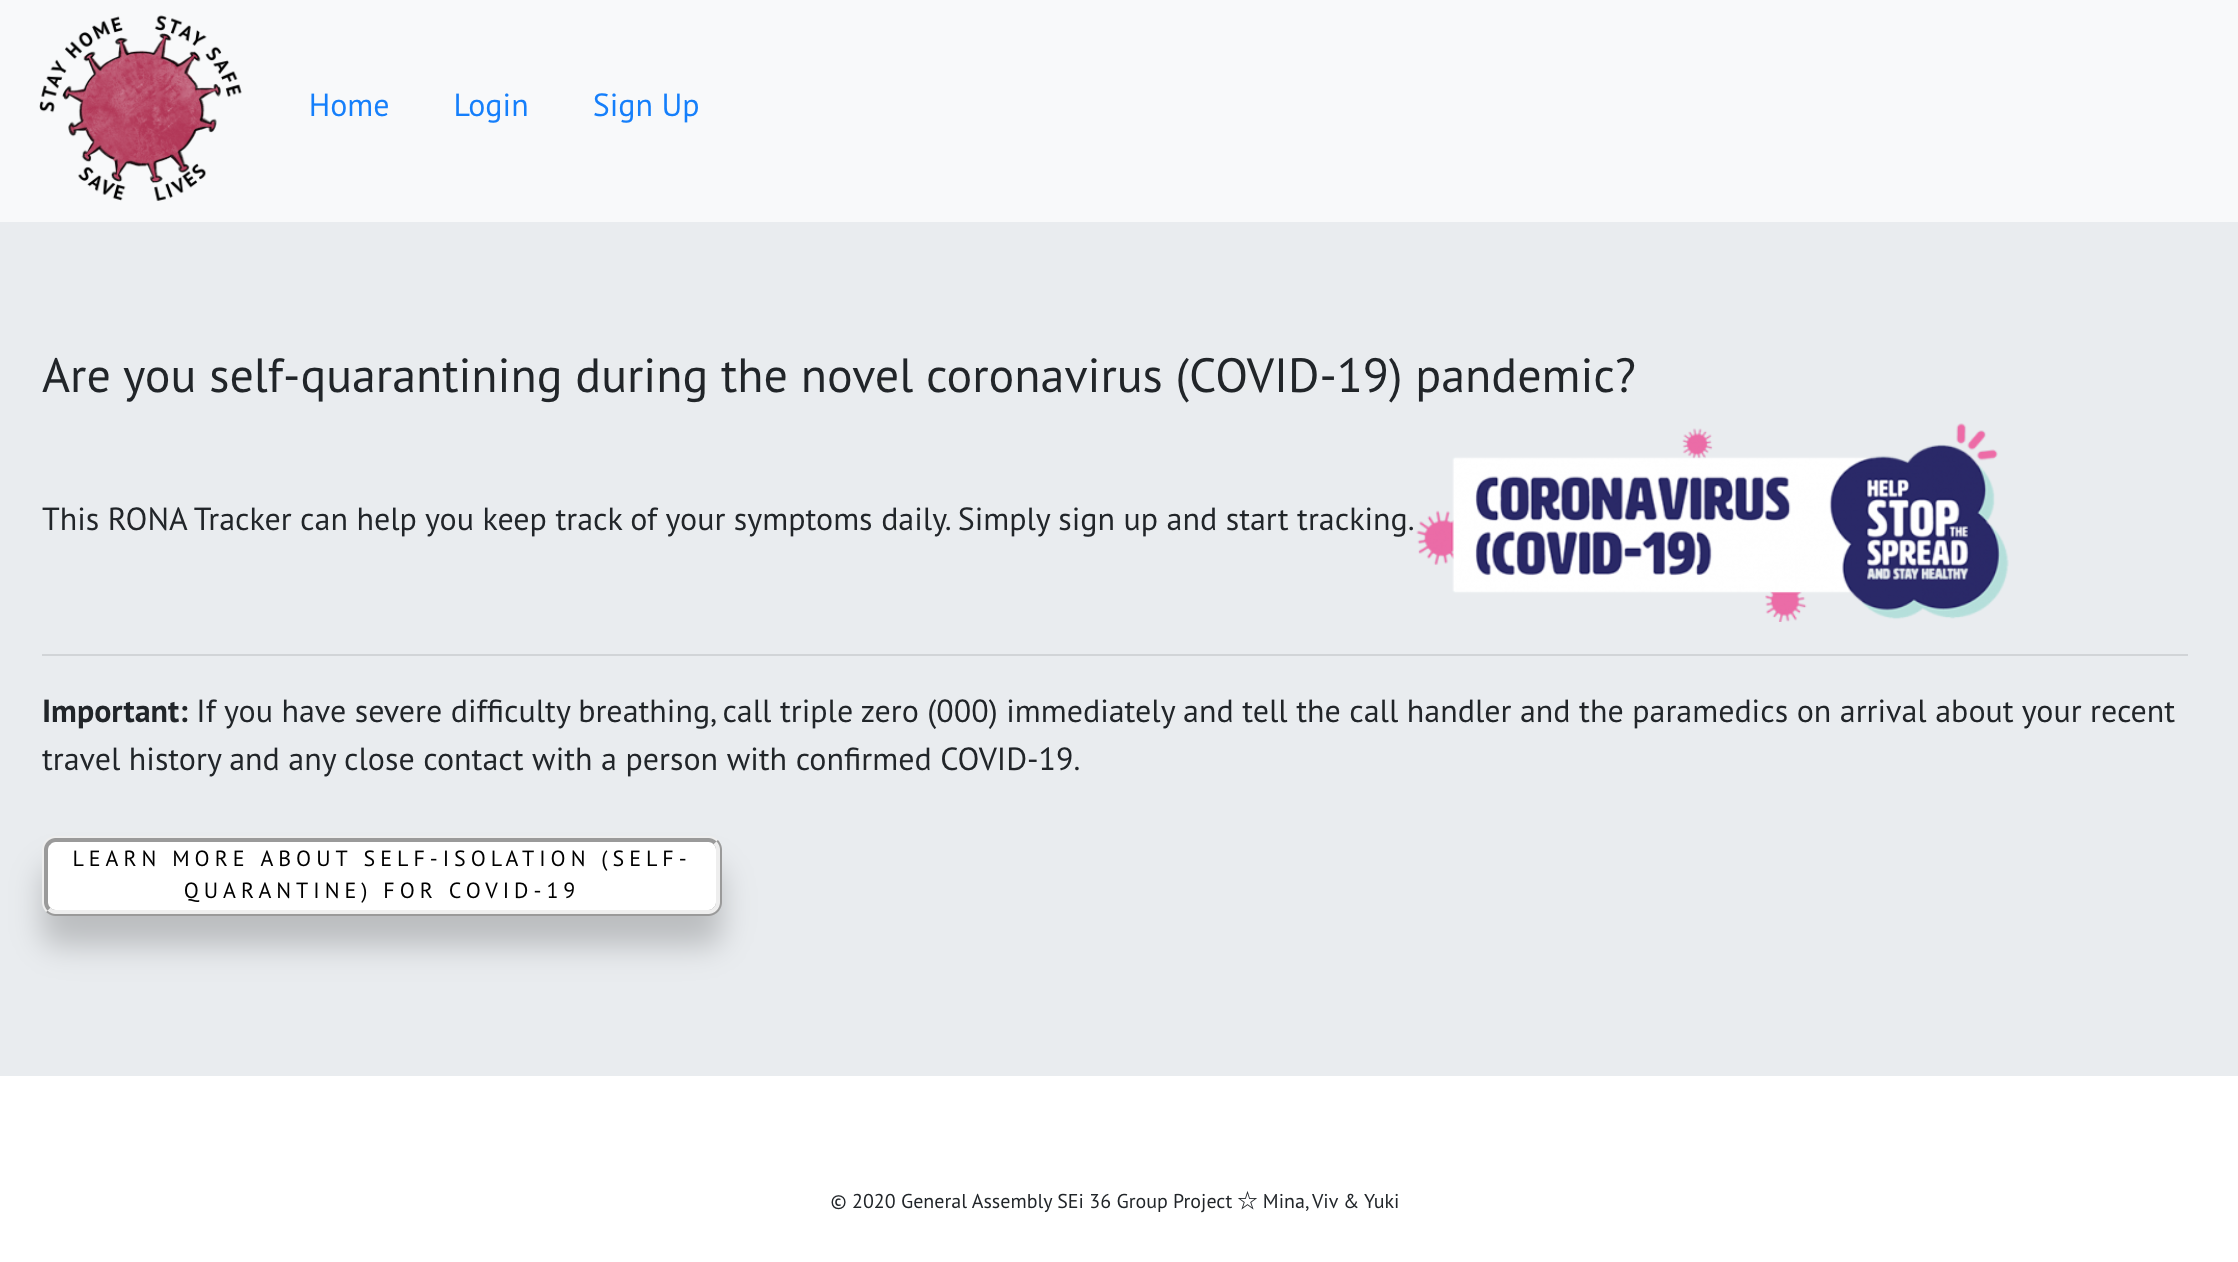 STAY HOME STAY SAFE
SAVE LIVES
Home Login Sign Up
Are you self-quarantining during the novel coronavirus (COVID-19) pandemic?
This RONA Tracker can help you keep track of your symptoms daily. Simply sign up and start tracking.
CORONAVIRUS
(COVID-19)
HELP
STOP THE
SPREAD
AND STAY HEALTHY
Important: If you have severe difficulty breathing, call triple zero (000) immediately and tell the call handler and the paramedics on arrival about your recent
travel history and any close contact with a person with confirmed COVID-19.
LEARN MORE ABOUT SELF-ISOLATION (SELF-
QUARANTINE) FOR COVID-19
© 2020 General Assembly SEi 36 Group Project ☆ Mina, Viv & Yuki